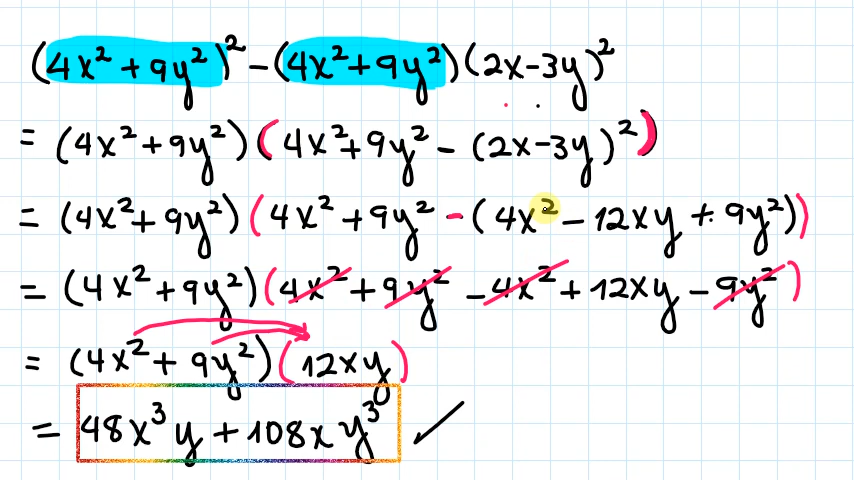 (4x² + 9y²)² - (4x² + 9y²)(2x - 3y)²
= (4x² + 9y²)(4x² + 9y² - (2x - 3y)²)
= (4x² + 9y²)(4x² + 9y² - (4x² - 12xy + 9y²))
= (4x² + 9y²)(4x² + 9y² - 4x² + 12xy - 9y²)
= (4x² + 9y²)(12xy)
= 48x³y + 108xy³ ✓